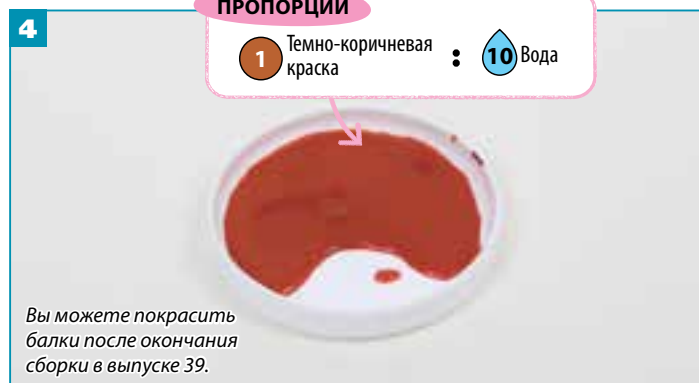 4
ПРОПОРЦИИ
1 Темно-коричневая краска : 10 Вода
Вы можете покрасить
балки после окончания
сборки в выпуске 39.